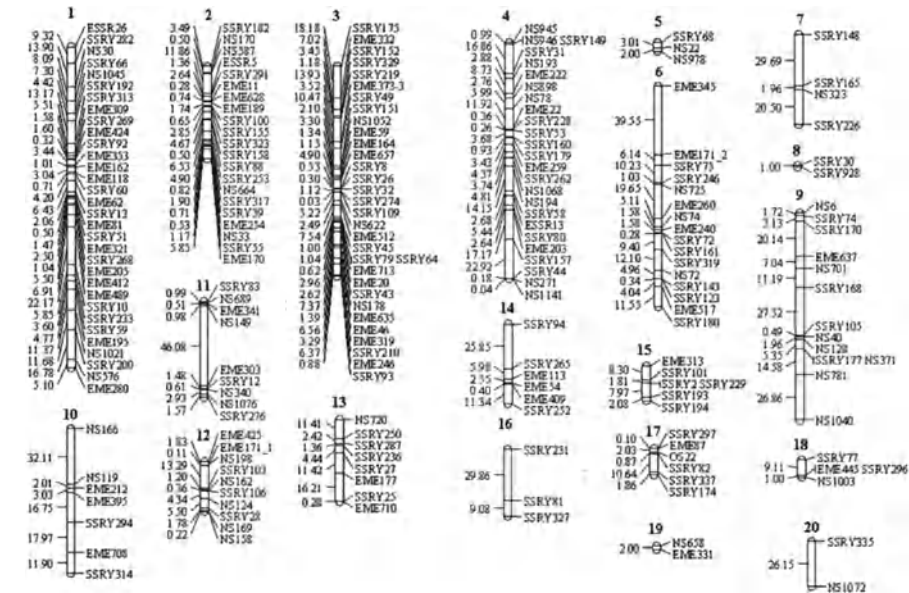 1
ESSR26
9.32 SSRY282
13.90 NS30
8.09 SSRY66
7.30 NS1045
4.42 SSRY192
13.17 SSRY313
5.51 EME309
1.58 SSRY269
1.60 EME424
0.32 SSRY92
3.44 EME353
1.01 EME162
3.04 EME118
0.71 SSRY60
4.20 EME62
6.43 SSRY13
2.06 EME81
0.50 SSRY51
1.47 EME321
2.50 SSRY268
1.04 EME205
5.50 EME412
6.91 EME489
22.17 SSRY10
5.85 SSRY233
3.60 SSRY59
4.77 EME195
11.37 NS1021
11.68 SSRY200
16.78 NS576
5.10 EME280
2
3.49 SSRY182
0.50 NS170
11.86 NS587
1.36 ESSR5
2.64 SSRY291
0.28 EME11
0.74 EME628
1.74 EME189
0.65 SSRY100
2.85 SSRY155
4.67 SSRY323
0.50 SSRY158
6.53 SSRY88
4.90 SSRY253
0.82 NS664
1.90 SSRY317
0.71 SSRY39
0.53 EME24
1.17 NS33
5.85 SSRY55
EME170
3
18.18 SSRY175
7.02 EME332
3.45 SSRY152
1.18 SSRY329
13.93 SSRY219
3.52 EME373-3
10.47 SSRY49
2.10 SSRY151
3.30 NS1052
1.34 EME59
1.13 EME164
4.90 EME657
0.53 SSRY8
0.30 SSRY26
1.12 SSRY32
0.03 SSRY274
5.22 SSRY109
2.49 NS622
7.54 EME512
1.00 SSRY45
1.04 SSRY79 SSRY64
0.62 EME713
2.96 EME20
2.62 SSRY43
7.37 NS178
1.39 EME635
6.56 EME46
3.29 EME319
6.37 SSRY210
0.88 EME246
SSRY93
4
0.99 NS945
16.86 NS946 SSRY149
2.88 SSRY31
8.73 NS193
2.76 EME222
5.99 NS898
11.92 NS78
0.36 EME22
0.26 SSRY228
3.68 SSRY53
0.93 SSRY160
3.43 SSRY179
4.37 EME259
3.74 SSRY262
4.81 NS1068
14.15 NS194
2.68 SSRY58
5.44 ESSR13
2.64 SSRY80
17.17 EME203
22.92 SSRY157
0.18 SSRY44
0.04 NS271
NS1141
5
3.01 SSRY68
2.00 NS22
NS978
6
EME345
39.55
6.14 EME171_2
10.23 SSRY75
1.03 SSRY246
19.65 NS725
5.11 EME260
1.58 NS74
1.58 EME240
0.28 SSRY72
9.40 SSRY161
12.10 SSRY319
4.96 NS72
0.34 SSRY143
4.04 SSRY123
11.55 EME517
SSRY180
7
SSRY148
29.69
1.96 SSRY165
NS323
20.50
SSRY226
8
1.00 SSRY30
SSRY928
9
1.72 NS6
3.13 SSRY74
SSRY170
20.14
7.04 EME637
11.19 NS701
SSRY168
27.52
0.49 SSRY105
1.96 NS40
5.35 NS128
14.58 SSRY177 NS371
NS781
26.86
NS1040
10
NS166
32.11
2.01 NS119
3.03 EME212
16.75 EME395
SSRY294
17.97
EME708
11.90
SSRY314
11
SSRY83
0.99 NS689
0.51 EME341
0.98 NS149
46.08
EME303
1.48 SSRY12
0.61 NS340
2.93 NS1076
1.57 SSRY276
12
1.83 EME425
0.11 EME171_1
13.29 NS198
1.20 SSRY103
0.36 NS162
4.34 SSRY106
5.30 NS124
1.78 SSRY28
0.22 NS169
NS158
13
11.41 NS720
2.42 SSRY250
1.36 SSRY287
4.44 SSRY236
11.42 SSRY27
EME177
16.21
0.28 SSRY25
EME710
14
SSRY94
25.85
5.98 SSRY265
2.55 EME113
0.40 EME54
11.34 EME409
SSRY252
15
8.30 EME313
1.81 SSRY101
7.97 SSRY2 SSRY229
2.08 SSRY193
SSRY194
16
SSRY231
29.86
SSRY81
9.08
SSRY327
17
0.10 SSRY297
2.03 EME87
0.87 OS22
10.64 SSRY82
1.86 SSRY337
SSRY174
18
SSRY77
9.11 EME445 SSRY296
1.00 NS1003
19
2.00 NS658
EME331
20
SSRY335
26.15
NS1072